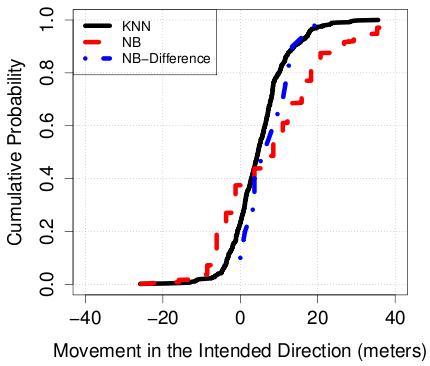 KNN
NB
NB−Difference
Cumulative Probability
1.0
0.8
0.6
0.4
0.2
0.0
−40 −20 0 20 40
Movement in the Intended Direction (meters)